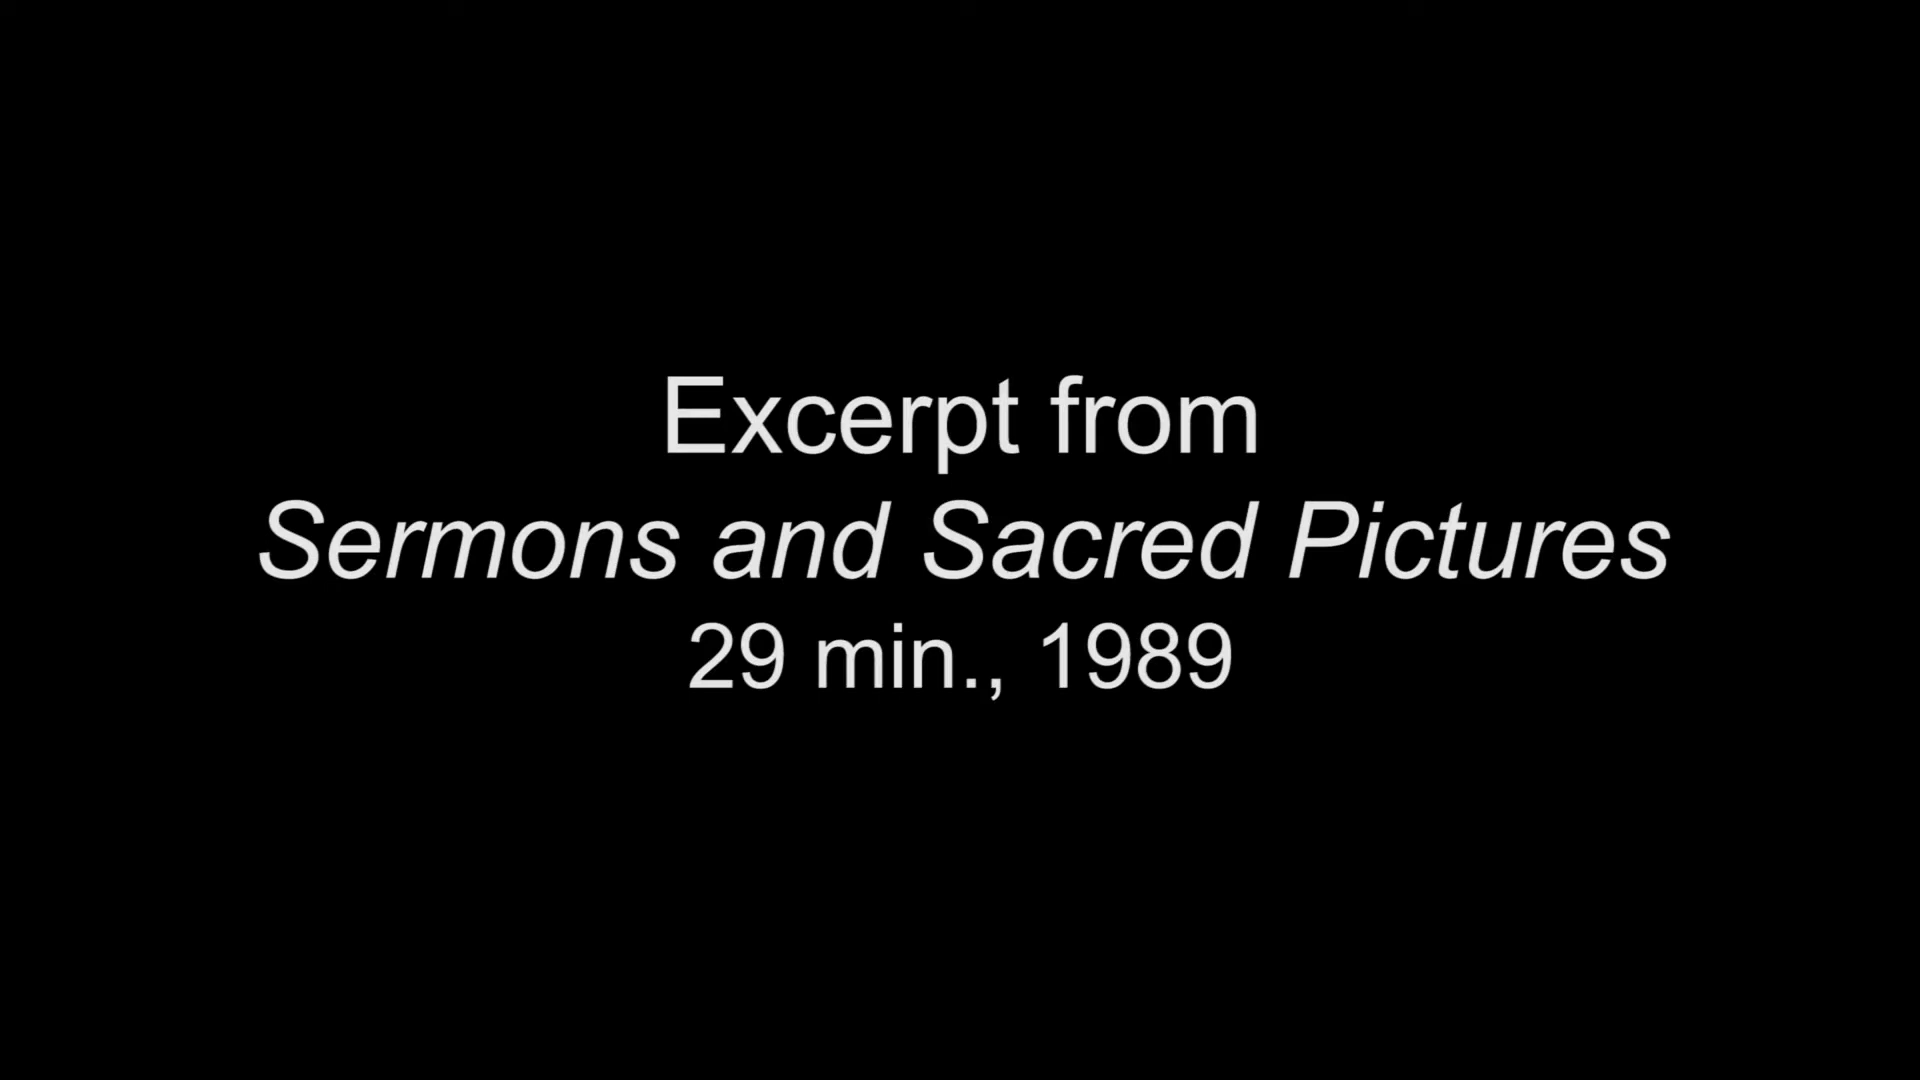 Excerpt from
Sermons and Sacred Pictures
29 min., 1989